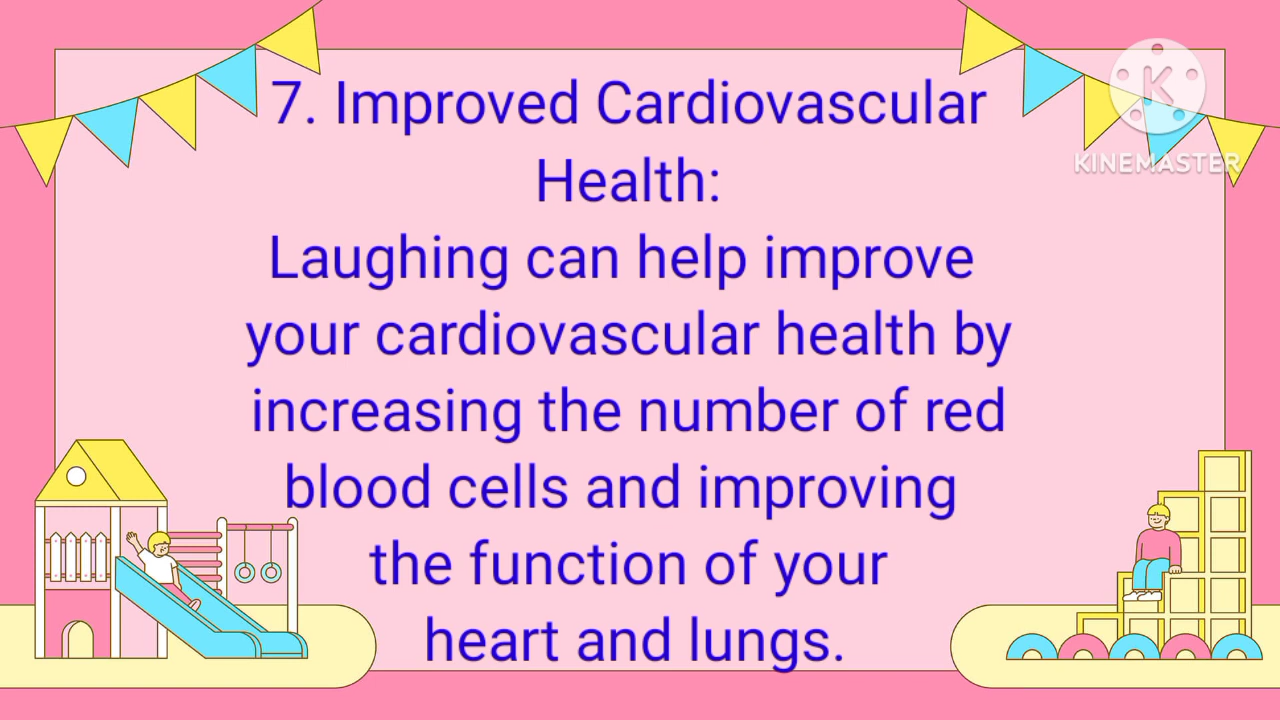 7. Improved Cardiovascular
Health:
Laughing can help improve
your cardiovascular health by
increasing the number of red
blood cells and improving
the function of your
heart and lungs.
K
KINEMASTER